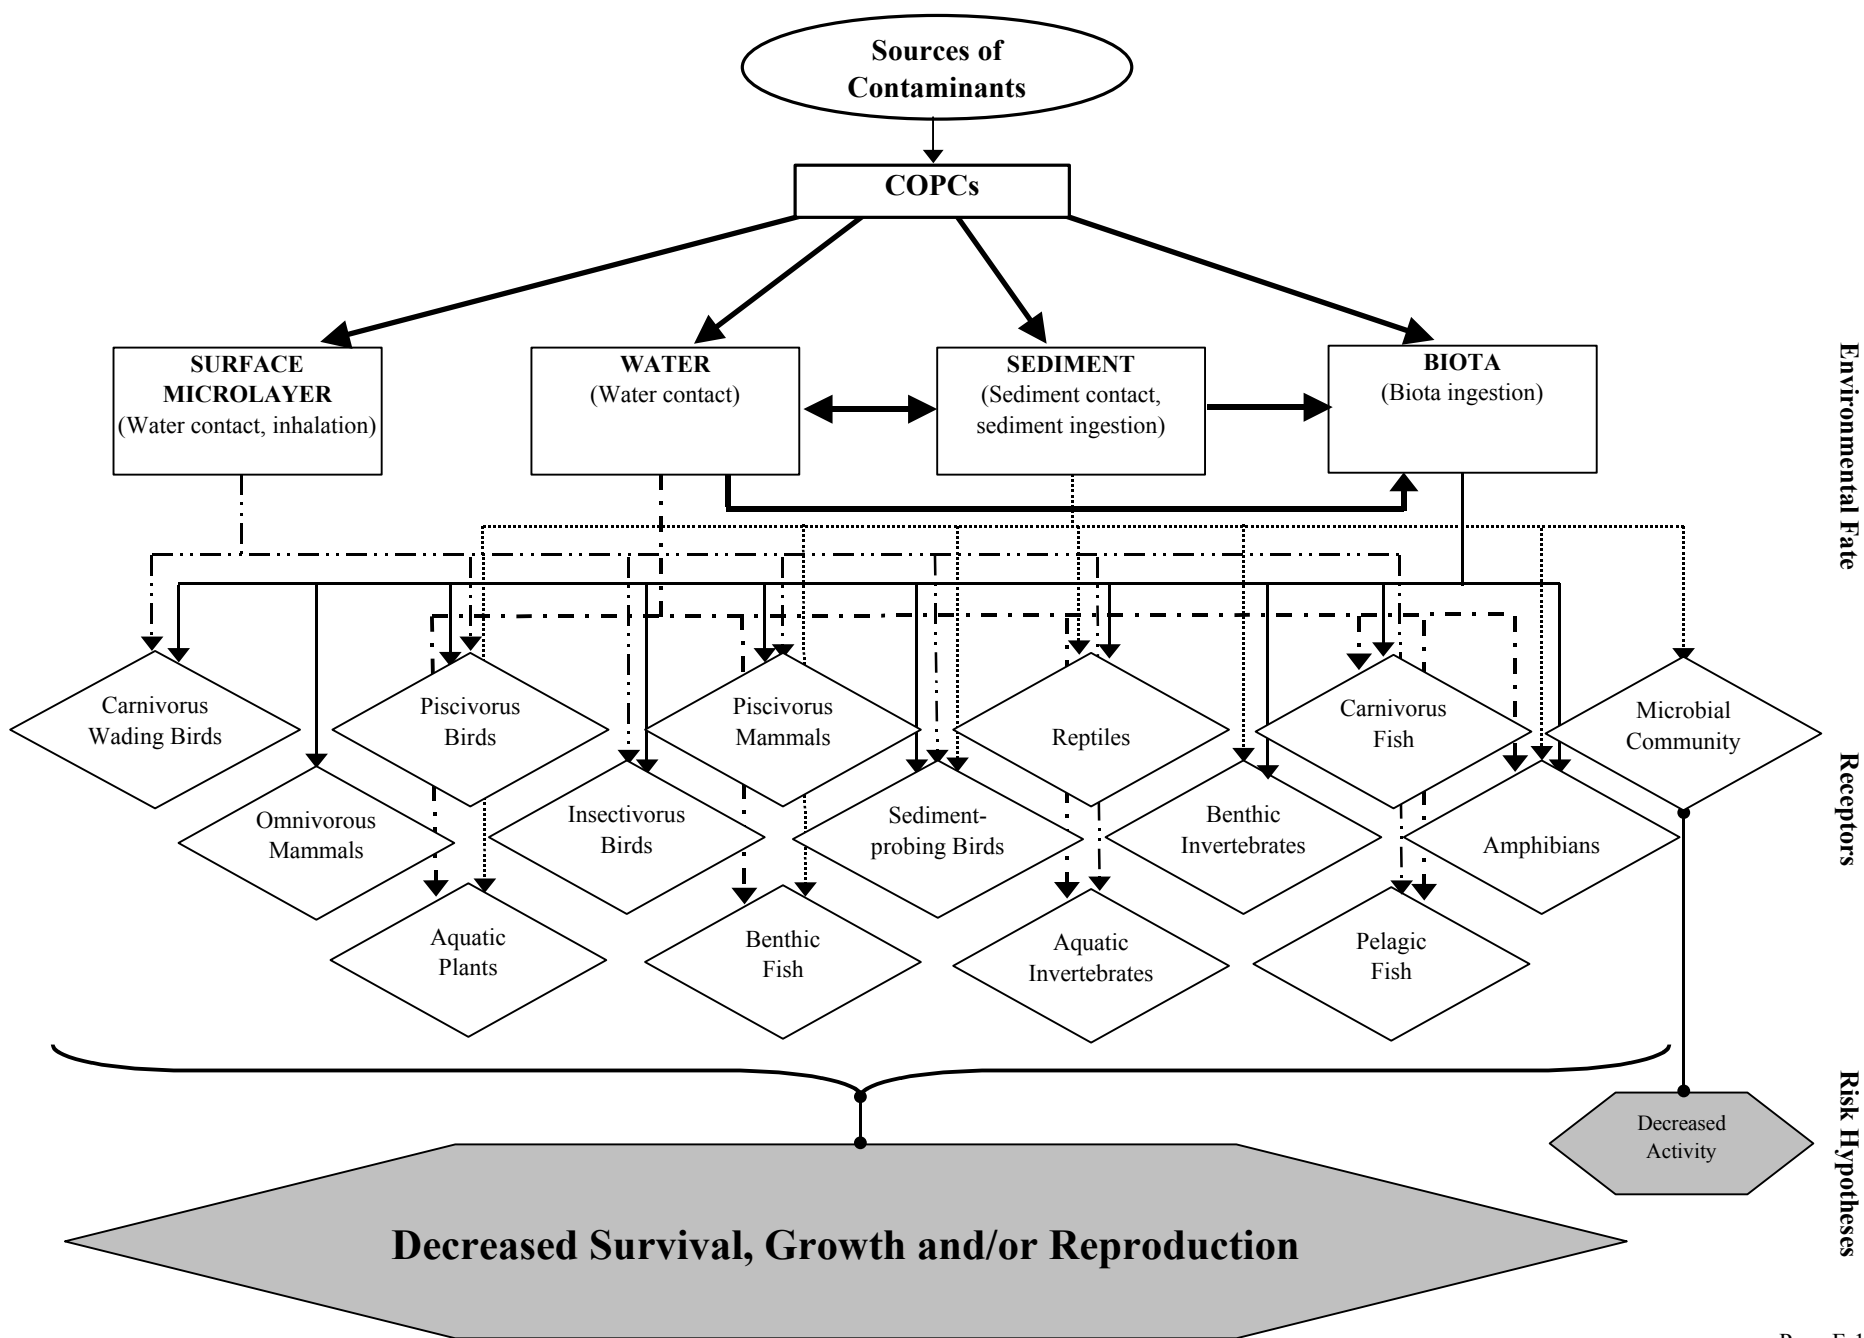 Sources of
Contaminants
COPCs
SURFACE
MICROLAYER
(Water contact, inhalation)
WATER
(Water contact)
SEDIMENT
(Sediment contact,
sediment ingestion)
BIOTA
(Biota ingestion)
Environmental Fate
Carnivorus
Wading Birds
Piscivorus
Birds
Piscivorus
Mammals
Reptiles
Carnivorus
Fish
Microbial
Community
Omnivorous
Mammals
Insectivorus
Birds
Sediment-
probing Birds
Benthic
Invertebrates
Amphibians
Receptors
Aquatic
Plants
Benthic
Fish
Aquatic
Invertebrates
Pelagic
Fish
Decreased
Activity
Risk Hypotheses
Decreased Survival, Growth and/or Reproduction